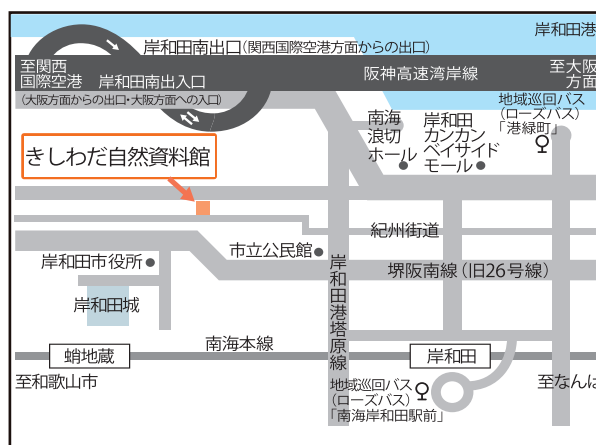 岸和田港
岸和田南出口(関西国際空港方面からの出口)
至関西
国際空港
岸和田南出入口
阪神高速湾岸線
至大阪
方面
(大阪方面からの出口・大阪方面への入口)
地域巡回バス
(ローズバス)
「港緑町」
南海
浪切
ホール
岸和田
カンカン
ベイサイド
モール
きしわだ自然資料館
紀州街道
市立公民館
岸和田市役所
堺阪南線(旧26号線)
岸和田港塔原線
岸和田城
南海本線
蛸地蔵
岸和田
至和歌山市
地域巡回バス
(ローズバス)
「南海岸和田駅前」
至なんば